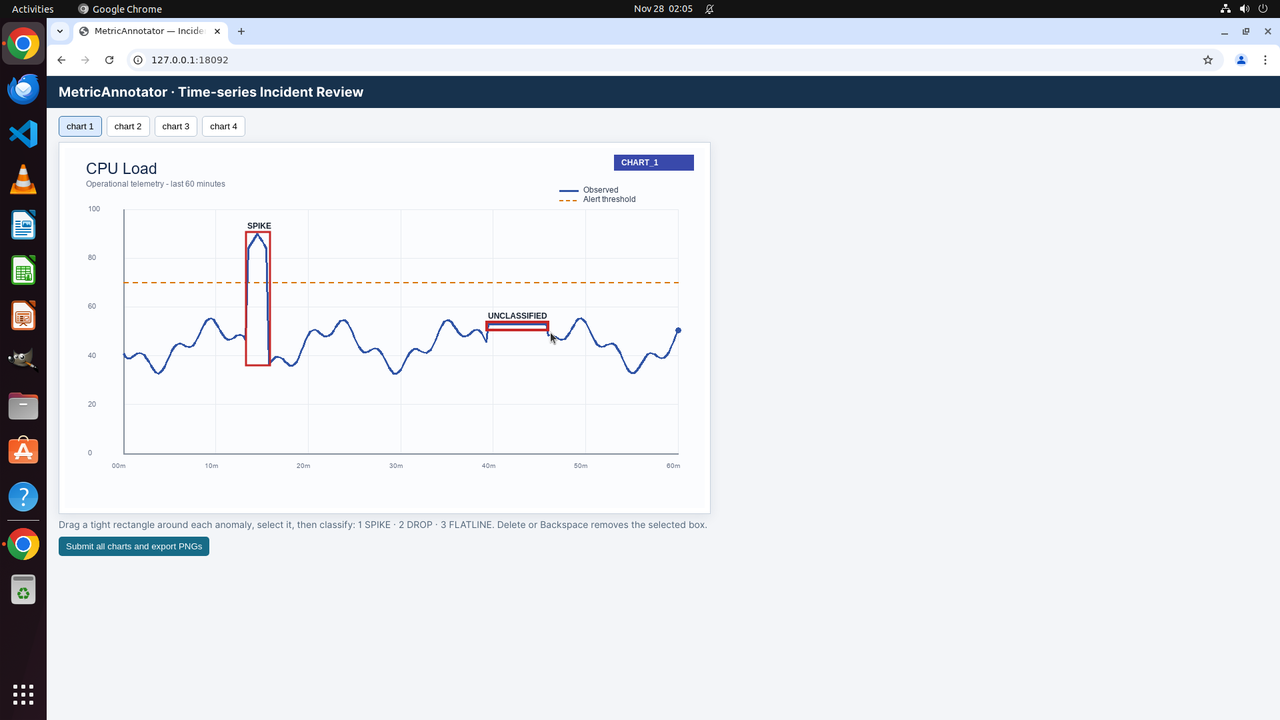 Activities
Google Chrome
Nov 28 02:05
MetricAnnotator — Incide
127.0.0.1:18092
MetricAnnotator · Time-series Incident Review
chart 1
chart 2
chart 3
chart 4
CHART_1
CPU Load
Operational telemetry - last 60 minutes
Observed
Alert threshold
100
80
60
40
20
0
SPIKE
UNCLASSIFIED
00m
10m
20m
30m
40m
50m
60m
Drag a tight rectangle around each anomaly, select it, then classify: 1 SPIKE · 2 DROP · 3 FLATLINE. Delete or Backspace removes the selected box.
Submit all charts and export PNGs